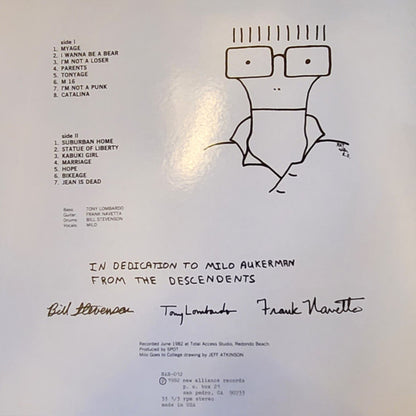 side I
1. MYAGE
2. I WANNA BE A BEAR
3. I'M NOT A LOSER
4. PARENTS
5. TONYAGE
6. M 16
7. I'M NOT A PUNK
8. CATALINA
side II
1. SUBURBAN HOME
2. STATUE OF LIBERTY
3. KABUKI GIRL
4. MARRIAGE
5. HOPE
6. BIKEAGE
7. JEAN IS DEAD
Bass: TONY LOMBARDO
Guitar: FRANK NAVETTA
Drums: BILL STEVENSON
Vocals: MILO
IN DEDICATION TO MILO AUKERMAN
FROM THE DESCENDENTS
Bill Stevenson Tony Lombardo Frank Navetta
Recorded June 1982 at Total Access Studio, Redondo Beach.
Produced by SPOT
Milo Goes to College drawing by JEFF ATKINSON
NAR-012
℗ 1982 new alliance records
p. o. box 21
san pedro, ca 90733
33 1/3 rpm stereo
made in USA